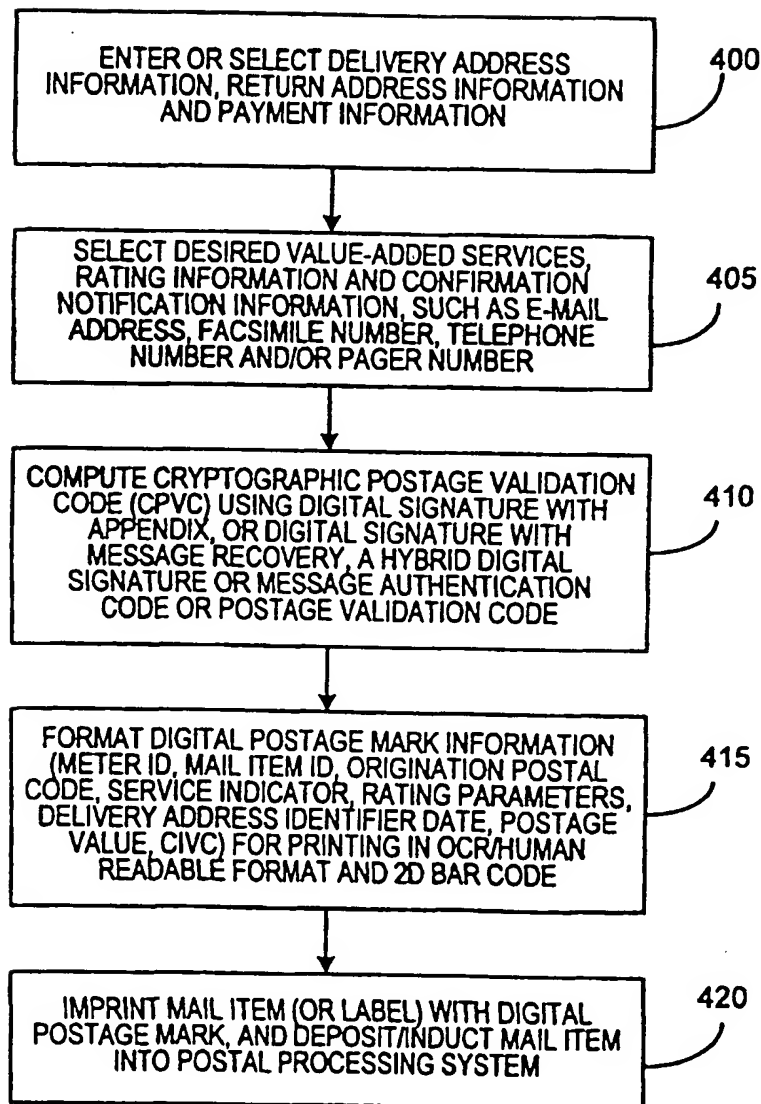 ENTER OR SELECT DELIVERY ADDRESS
INFORMATION, RETURN ADDRESS INFORMATION
AND PAYMENT INFORMATION
400
SELECT DESIRED VALUE-ADDED SERVICES,
RATING INFORMATION AND CONFIRMATION
NOTIFICATION INFORMATION, SUCH AS E-MAIL
ADDRESS, FACSIMILE NUMBER, TELEPHONE
NUMBER AND/OR PAGER NUMBER
405
COMPUTE CRYPTOGRAPHIC POSTAGE VALIDATION
CODE (CPVC) USING DIGITAL SIGNATURE WITH
APPENDIX, OR DIGITAL SIGNATURE WITH
MESSAGE RECOVERY, A HYBRID DIGITAL
SIGNATURE OR MESSAGE AUTHENTICATION
CODE OR POSTAGE VALIDATION CODE
410
FORMAT DIGITAL POSTAGE MARK INFORMATION
(METER ID, MAIL ITEM ID, ORIGINATION POSTAL
CODE, SERVICE INDICATOR, RATING PARAMETERS,
DELIVERY ADDRESS IDENTIFIER DATE, POSTAGE
VALUE, CIVC) FOR PRINTING IN OCR/HUMAN
READABLE FORMAT AND 2D BAR CODE
415
IMPRINT MAIL ITEM (OR LABEL) WITH DIGITAL
POSTAGE MARK, AND DEPOSIT/INDUCT MAIL ITEM
INTO POSTAL PROCESSING SYSTEM
420